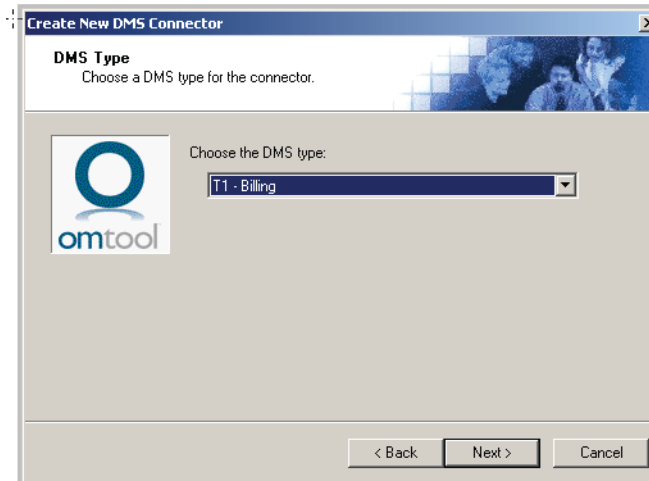 Create New DMS Connector
DMS Type
Choose a DMS type for the connector.
Choose the DMS type:
T1 - Billing
omtool
< Back
Next >
Cancel